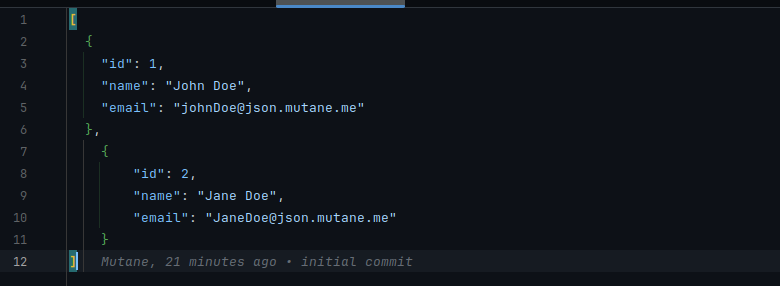 1 [
2 {
3 "id": 1,
4 "name": "John Doe",
5 "email": "johnDoe@json.mutane.me"
6 },
7 {
8 "id": 2,
9 "name": "Jane Doe",
10 "email": "JaneDoe@json.mutane.me"
11 }
12 ] Mutane, 21 minutes ago • initial commit